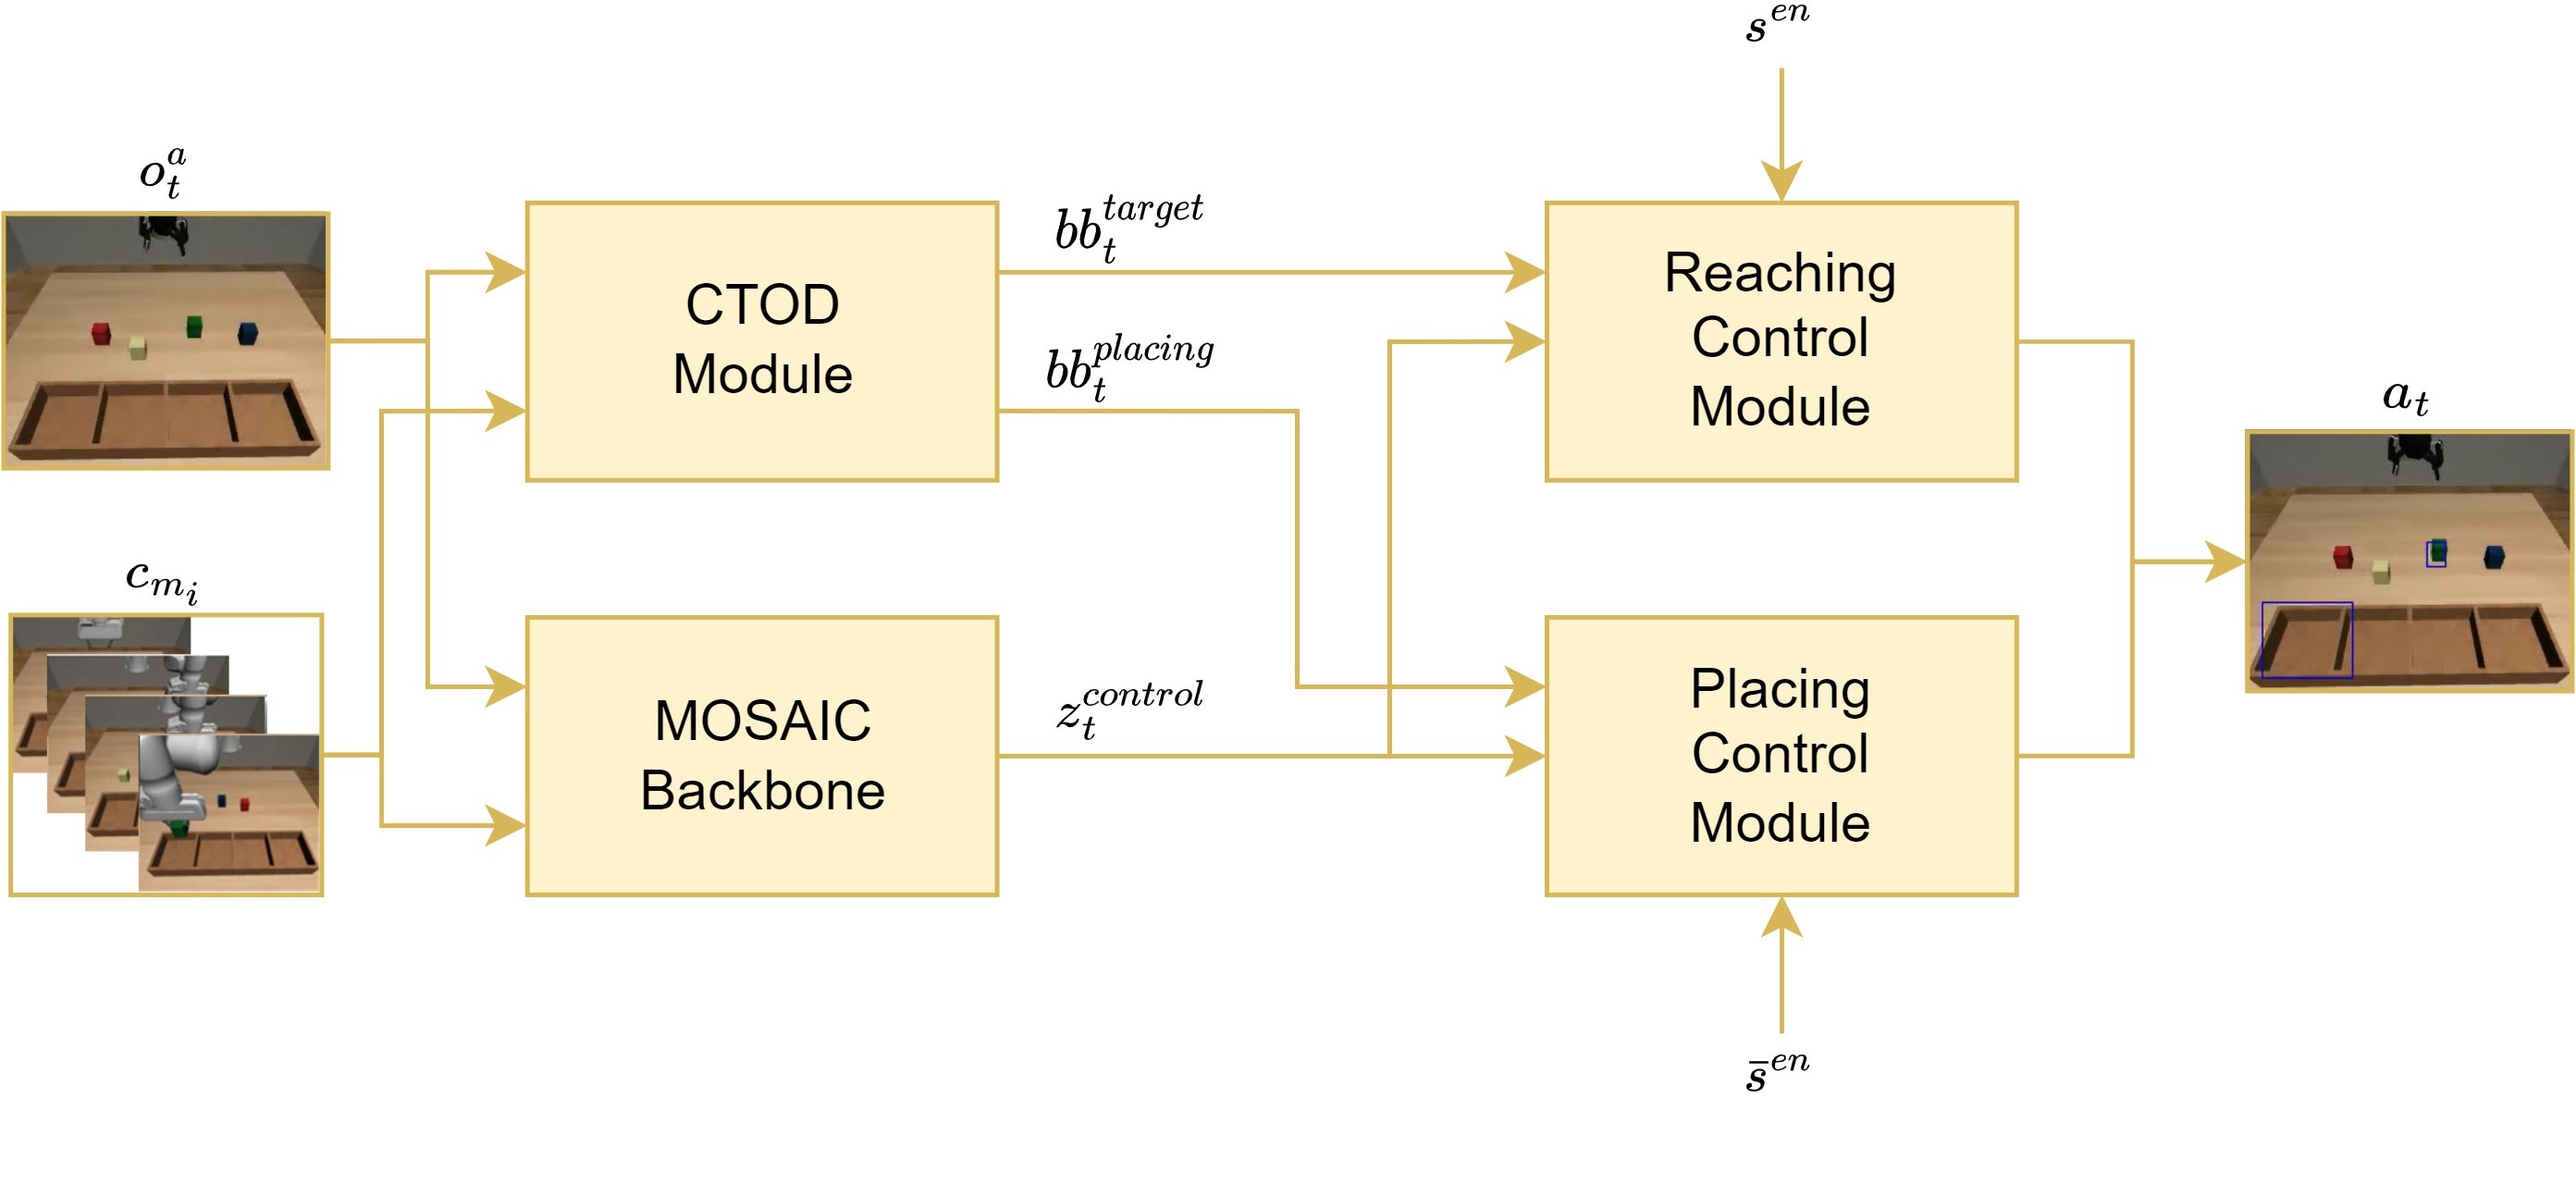 s^{en}
o_t^a
bb_t^{target}
CTOD
Module
bb_t^{placing}
Reaching
Control
Module
a_t
c_{m_i}
MOSAIC
Backbone
z_t^{control}
Placing
Control
Module
\bar{s}^{en}